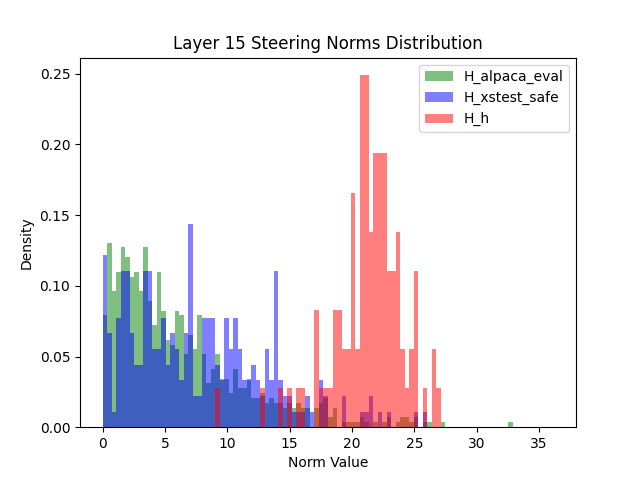 Layer 15 Steering Norms Distribution
H_alpaca_eval
H_xstest_safe
H_h
Density
0.25
0.20
0.15
0.10
0.05
0.00
0
5
10
15
20
25
30
35
Norm Value